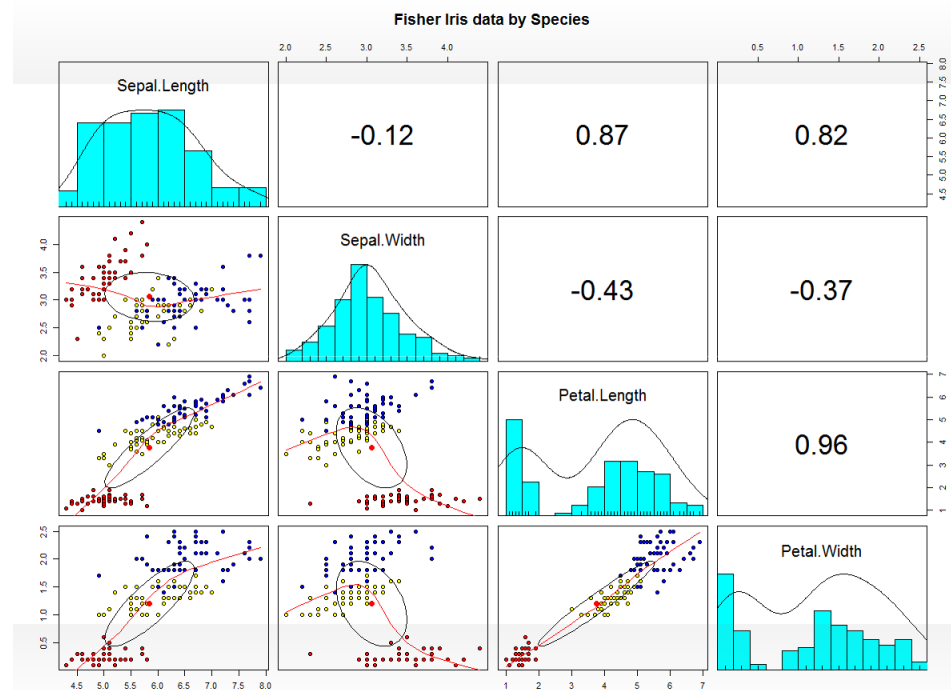 Fisher Iris data by Species
2.0 2.5 3.0 3.5 4.0
0.5 1.0 1.5 2.0 2.5
Sepal.Length
-0.12
0.87
0.82
4.5 5.0 5.5 6.0 6.5 7.0 7.5 8.0
2.0 2.5 3.0 3.5 4.0
Sepal.Width
-0.43
-0.37
Petal.Length
0.96
1 2 3 4 5 6 7
0.5 1.0 1.5 2.0 2.5
Petal.Width
4.5 5.0 5.5 6.0 6.5 7.0 7.5 8.0
1 2 3 4 5 6 7